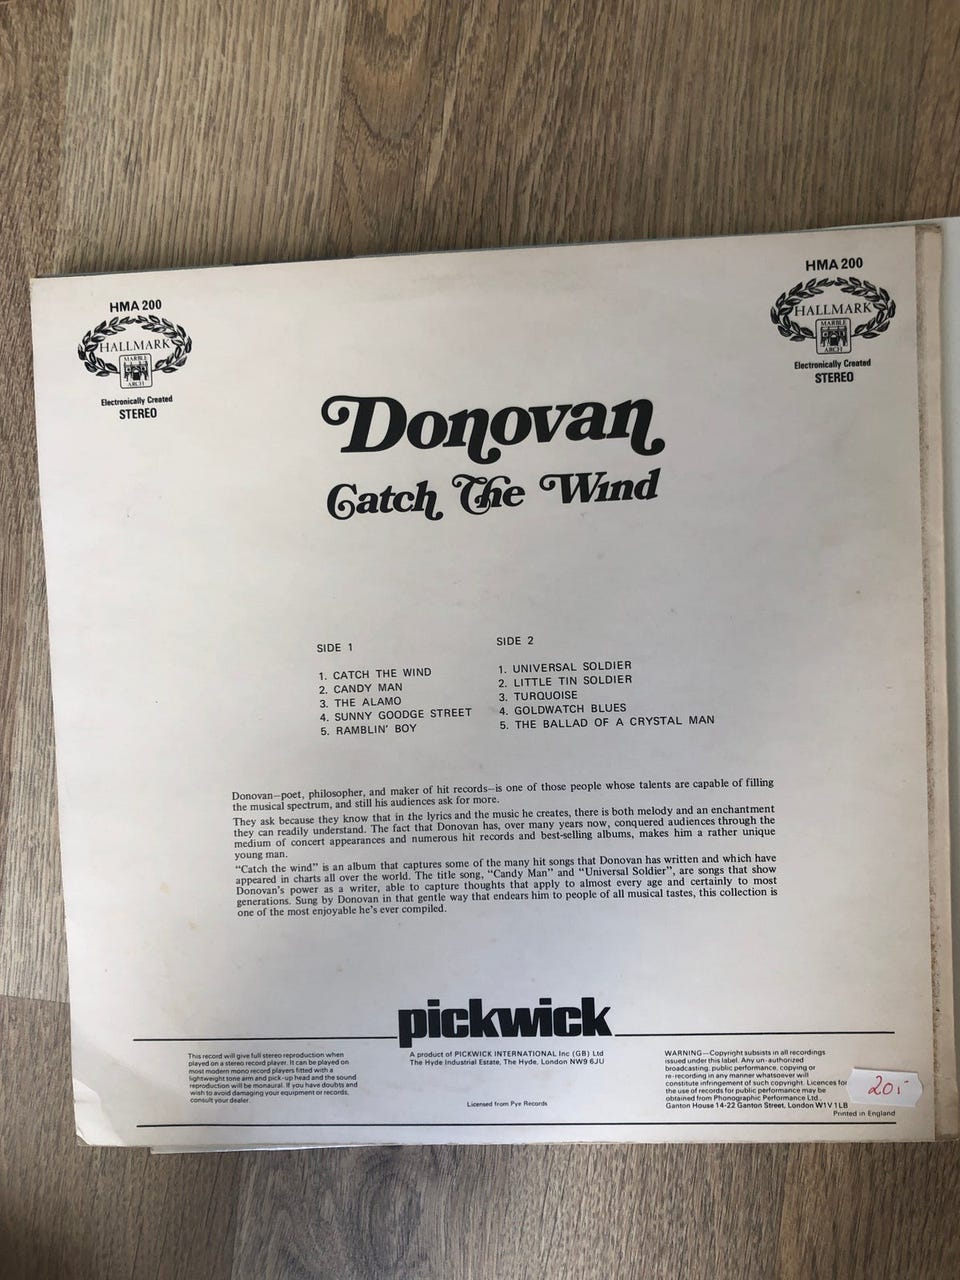 HMA 200
HALLMARK
MARBLE
ARCH
Electronically Created
STEREO
HMA 200
HALLMARK
MARBLE
ARCH
Electronically Created
STEREO
Donovan
Catch The Wind
SIDE 1
1. CATCH THE WIND
2. CANDY MAN
3. THE ALAMO
4. SUNNY GOODGE STREET
5. RAMBLIN' BOY
SIDE 2
1. UNIVERSAL SOLDIER
2. LITTLE TIN SOLDIER
3. TURQUOISE
4. GOLDWATCH BLUES
5. THE BALLAD OF A CRYSTAL MAN
Donovan—poet, philosopher, and maker of hit records—is one of those people whose talents are capable of filling
the musical spectrum, and still his audiences ask for more.
They ask because they know that in the lyrics and the music he creates, there is both melody and an enchantment
they can readily understand. The fact that Donovan has, over many years now, conquered audiences through the
medium of concert appearances and numerous hit records and best-selling albums, makes him a rather unique
young man.
"Catch the wind" is an album that captures some of the many hit songs that Donovan has written and which have
appeared in charts all over the world. The title song, "Candy Man" and "Universal Soldier", are songs that show
Donovan's power as a writer, able to capture thoughts that apply to almost every age and certainly to most
generations. Sung by Donovan in that gentle way that endears him to people of all musical tastes, this collection is
one of the most enjoyable he's ever compiled.
pickwick
This record will give full stereo reproduction when
played on a stereo record player. It can be played on
most modern mono record players fitted with a
lightweight tone arm and pick-up head and the sound
reproduction will be monaural. If you have doubts and
wish to avoid damaging your equipment or records,
consult your dealer.
A product of PICKWICK INTERNATIONAL Inc (GB) Ltd
The Hyde Industrial Estate, The Hyde, London NW9 6JU
Licensed from Pye Records
WARNING—Copyright subsists in all recordings
issued under this label. Any un-authorized
broadcasting, public performance, copying or
re-recording in any manner whatsoever will
constitute infringement of such copyright. Licences for
the use of records for public performance may be
obtained from Phonographic Performance Ltd.,
Ganton House 14-22 Ganton Street, London W1V 1LB
Printed in England
20,-